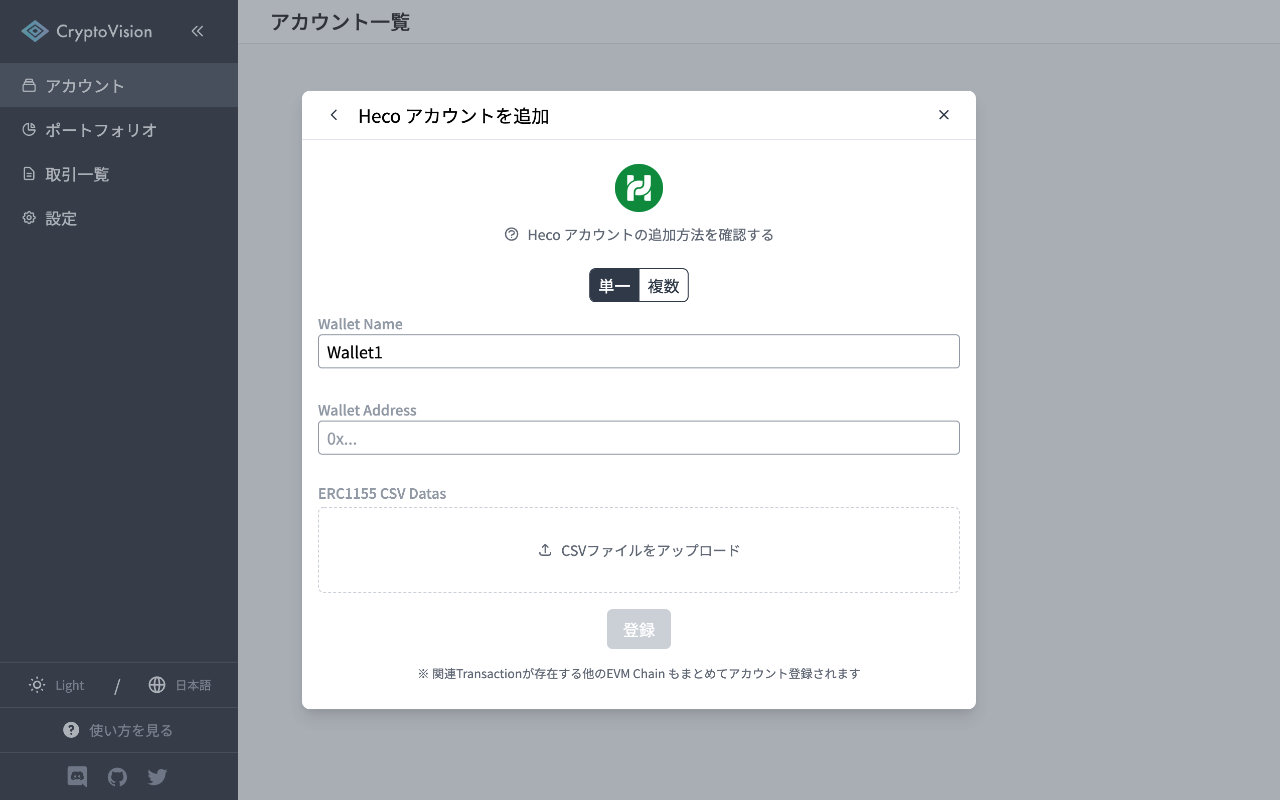 CryptoVision
アカウント一覧
アカウント
ポートフォリオ
取引一覧
設定
Heco アカウントを追加
Heco アカウントの追加方法を確認する
単一
複数
Wallet Name
Wallet1
Wallet Address
0x...
ERC1155 CSV Datas
CSVファイルをアップロード
登録
※ 関連Transactionが存在する他のEVM Chain もまとめてアカウント登録されます
Light / 日本語
使い方を見る